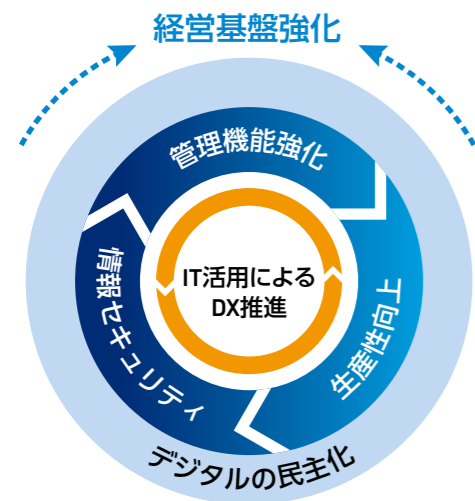 経営基盤強化
管理機能強化
情報セキュリティ
生産性向上
IT活用による
DX推進
デジタルの民主化